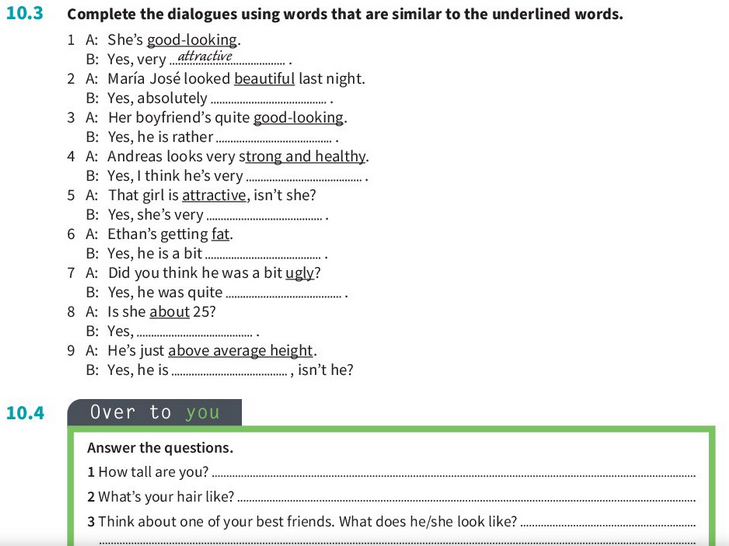 10.3 Complete the dialogues using words that are similar to the underlined words.
1 A: She's good-looking.
B: Yes, very attractive .
2 A: María José looked beautiful last night.
B: Yes, absolutely .
3 A: Her boyfriend's quite good-looking.
B: Yes, he is rather .
4 A: Andreas looks very strong and healthy.
B: Yes, I think he's very .
5 A: That girl is attractive, isn't she?
B: Yes, she's very .
6 A: Ethan's getting fat.
B: Yes, he is a bit .
7 A: Did you think he was a bit ugly?
B: Yes, he was quite .
8 A: Is she about 25?
B: Yes, .
9 A: He's just above average height.
B: Yes, he is , isn't he?
10.4 Over to you
Answer the questions.
1 How tall are you?
2 What's your hair like?
3 Think about one of your best friends. What does he/she look like?